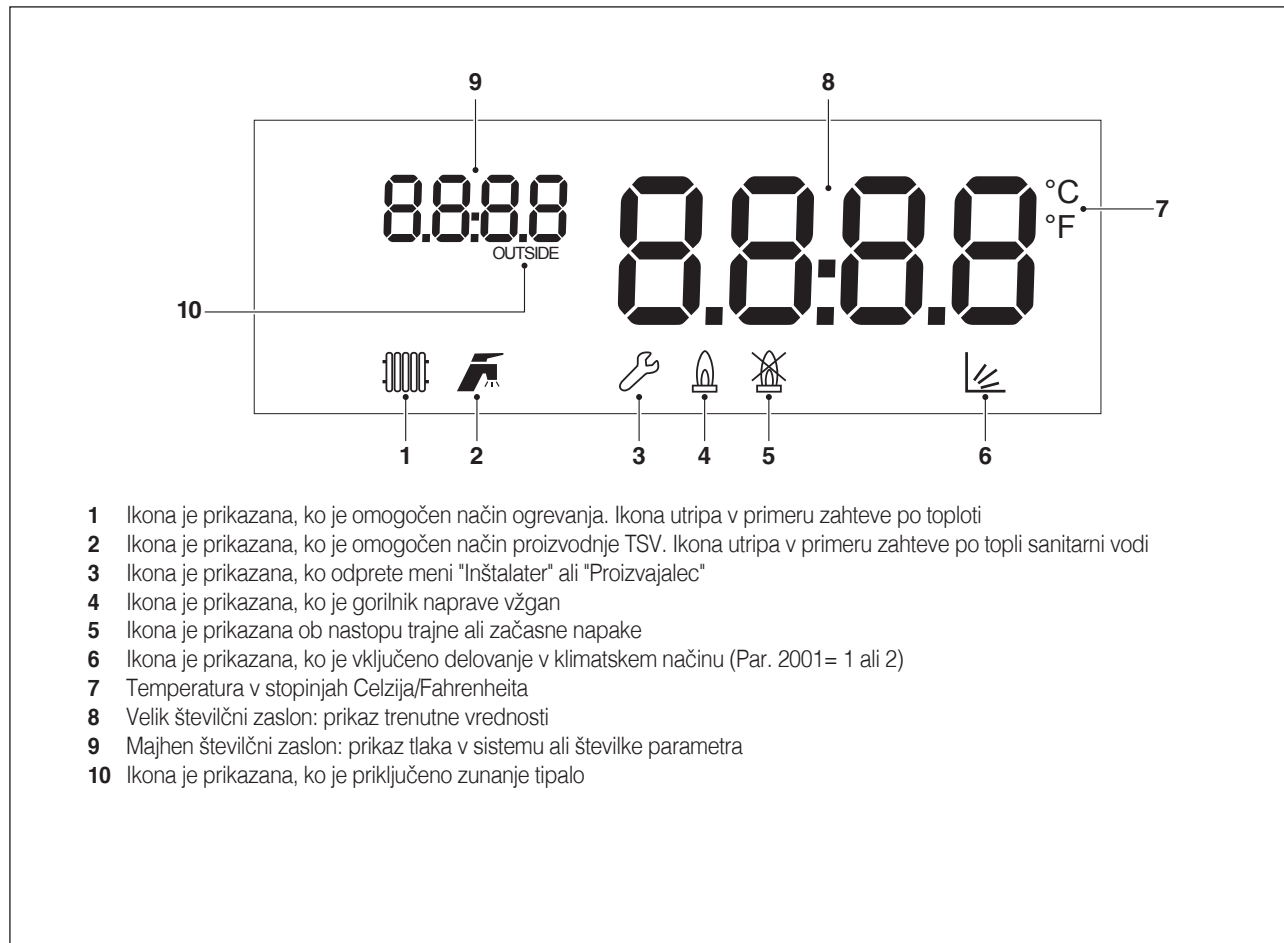 9
8
8.8:8.8
8.8:8.8
°C
°F
7
OUTSIDE
10
1
2
3
4
5
6
1 Ikona je prikazana, ko je omogočen način ogrevanja. Ikona utripa v primeru zahteve po toploti
2 Ikona je prikazana, ko je omogočen način proizvodnje TSV. Ikona utripa v primeru zahteve po topli sanitarni vodi
3 Ikona je prikazana, ko odprete meni "Inštalater" ali "Proizvajalec"
4 Ikona je prikazana, ko je gorilnik naprave vžgan
5 Ikona je prikazana ob nastopu trajne ali začasne napake
6 Ikona je prikazana, ko je vključeno delovanje v klimatskem načinu (Par. 2001= 1 ali 2)
7 Temperatura v stopinjah Celzija/Fahrenheita
8 Velik številčni zaslon: prikaz trenutne vrednosti
9 Majhen številčni zaslon: prikaz tlaka v sistemu ali številke parametra
10 Ikona je prikazana, ko je priključeno zunanje tipalo